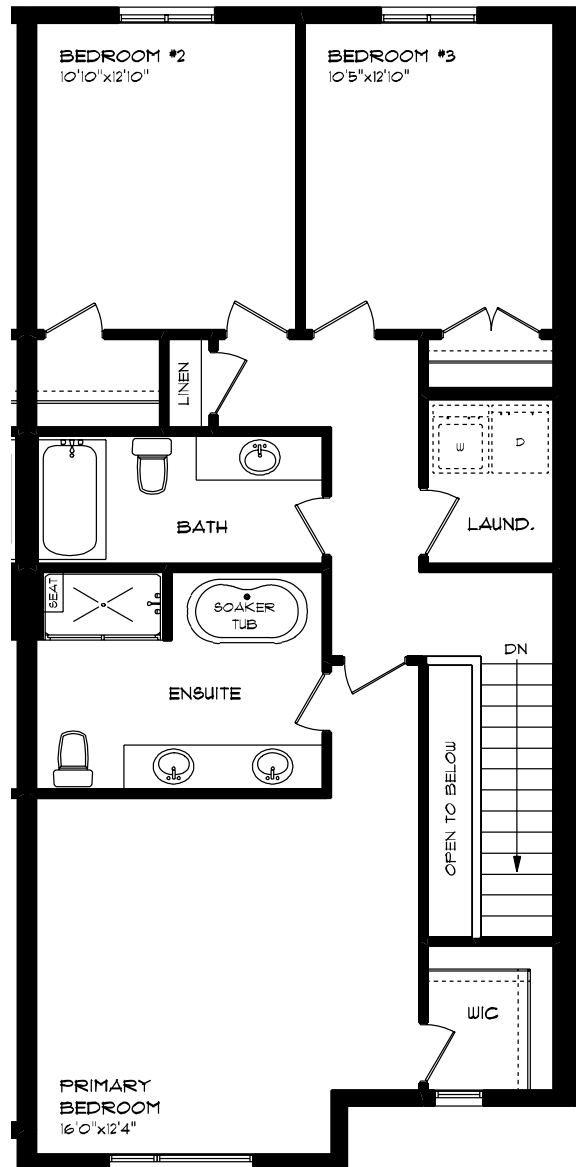 BEDROOM #2
10'10"x12'10"
BEDROOM #3
10'5"x12'10"
LINEN
W
D
BATH
LAUND.
SEAT
SOAKER
TUB
DN
ENSUITE
OPEN TO BELOW
WIC
PRIMARY
BEDROOM
16'0"x12'4"